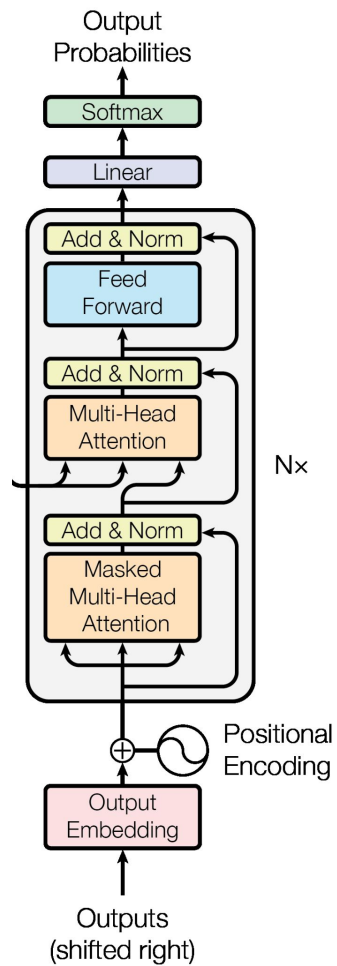 Output
Probabilities
Softmax
Linear
Add & Norm
Feed
Forward
Add & Norm
Multi-Head
Attention
N×
Add & Norm
Masked
Multi-Head
Attention
Positional
Encoding
Output
Embedding
Outputs
(shifted right)